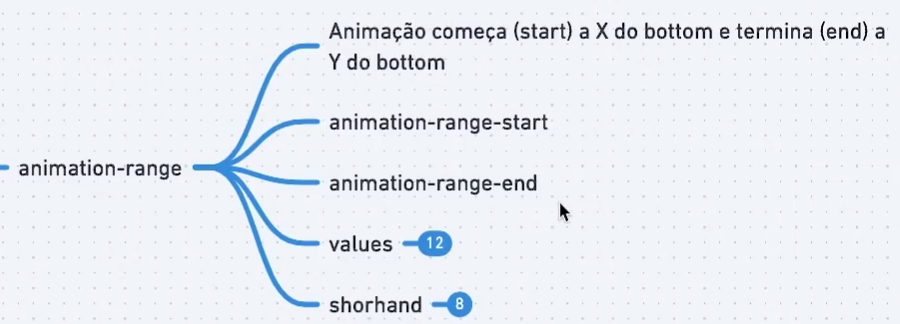 Animação começa (start) a X do bottom e termina (end) a
Y do bottom
animation-range-start
animation-range
animation-range-end
values 12
shorhand 8